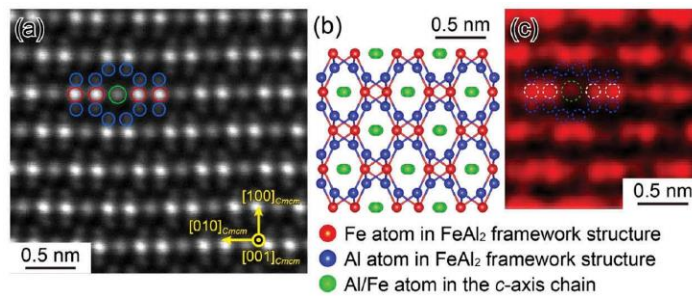 (a)
[100]Cmcm
[010]Cmcm
[001]Cmcm
0.5 nm
(b)
0.5 nm
(c)
0.5 nm
Fe atom in FeAl₂ framework structure
Al atom in FeAl₂ framework structure
Al/Fe atom in the c-axis chain